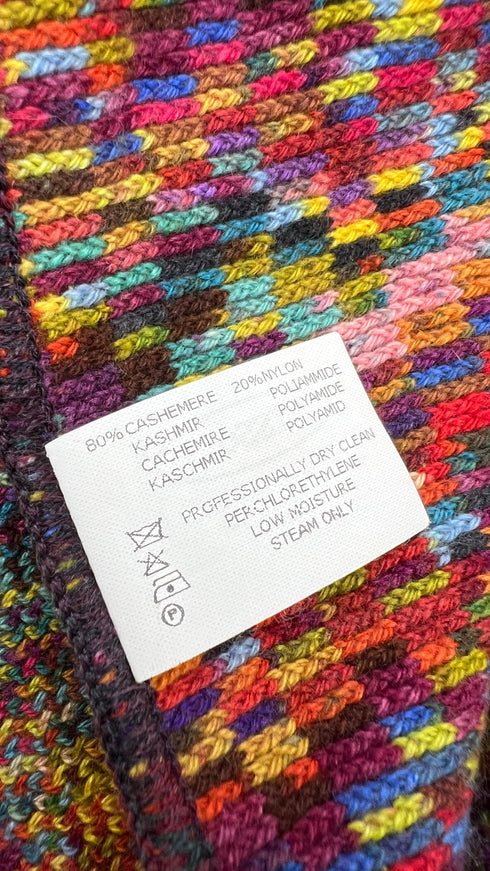 80% CASHEMERE 20% NYLON
KASHMIR POLIAMMIDE
CACHEMIRE POLYAMIDE
KASCHMIR POLYAMID
PROFESSIONALLY DRY CLEAN
PERCHLORETHYLENE
LOW MOISTURE
STEAM ONLY
P